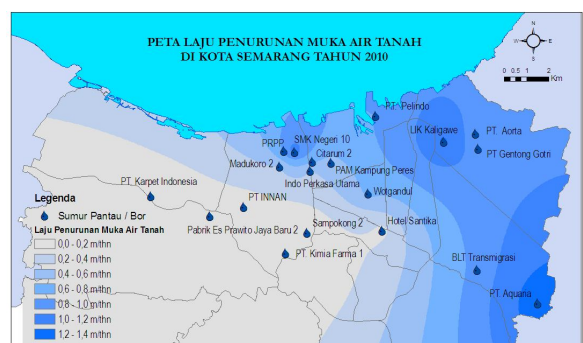 PETA LAJU PENURUNAN MUKA AIR TANAH
DI KOTA SEMARANG TAHUN 2010
N
W
E
S
0 0.5 1 2
Km
PT. Pelindo
SMK Negeri 10
PRPP
Citarum 2
UIK Kaligawe
PT. Aorta
PT Gentong Gotri
Madukoro 2
PAM Kampung Peres
Indo Perkasa Utama
PT. Karpet Indonesia
Wotgandul
PT INNAN
Pabrik Es Prawito Jaya Baru 2
Sampokong 2
Hotel Santika
PT. Kimia Farma 1
BLT Transmigrasi
PT. Aquaria
Legenda
Sumur Pantau / Bor
Laju Penurunan Muka Air Tanah
0.0 - 0.2 m/thn
0.2 - 0.4 m/thn
0.4 - 0.6 m/thn
0.6 - 0.8 m/thn
0.8 - 1.0 m/thn
1.0 - 1.2 m/thn
1.2 - 1.4 m/thn